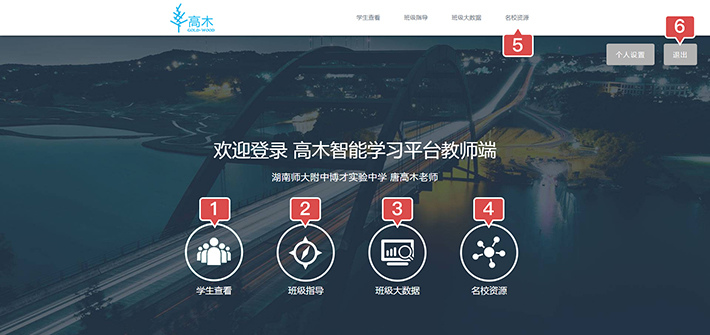 高木
GOLD WOOD
学生查看 班级指导 班级大数据 名校资源
5
6
个人设置 退出
欢迎登录 高木智能学习平台教师端
湖南师大附中博才实验中学 唐高木老师
1 2 3 4
学生查看 班级指导 班级大数据 名校资源